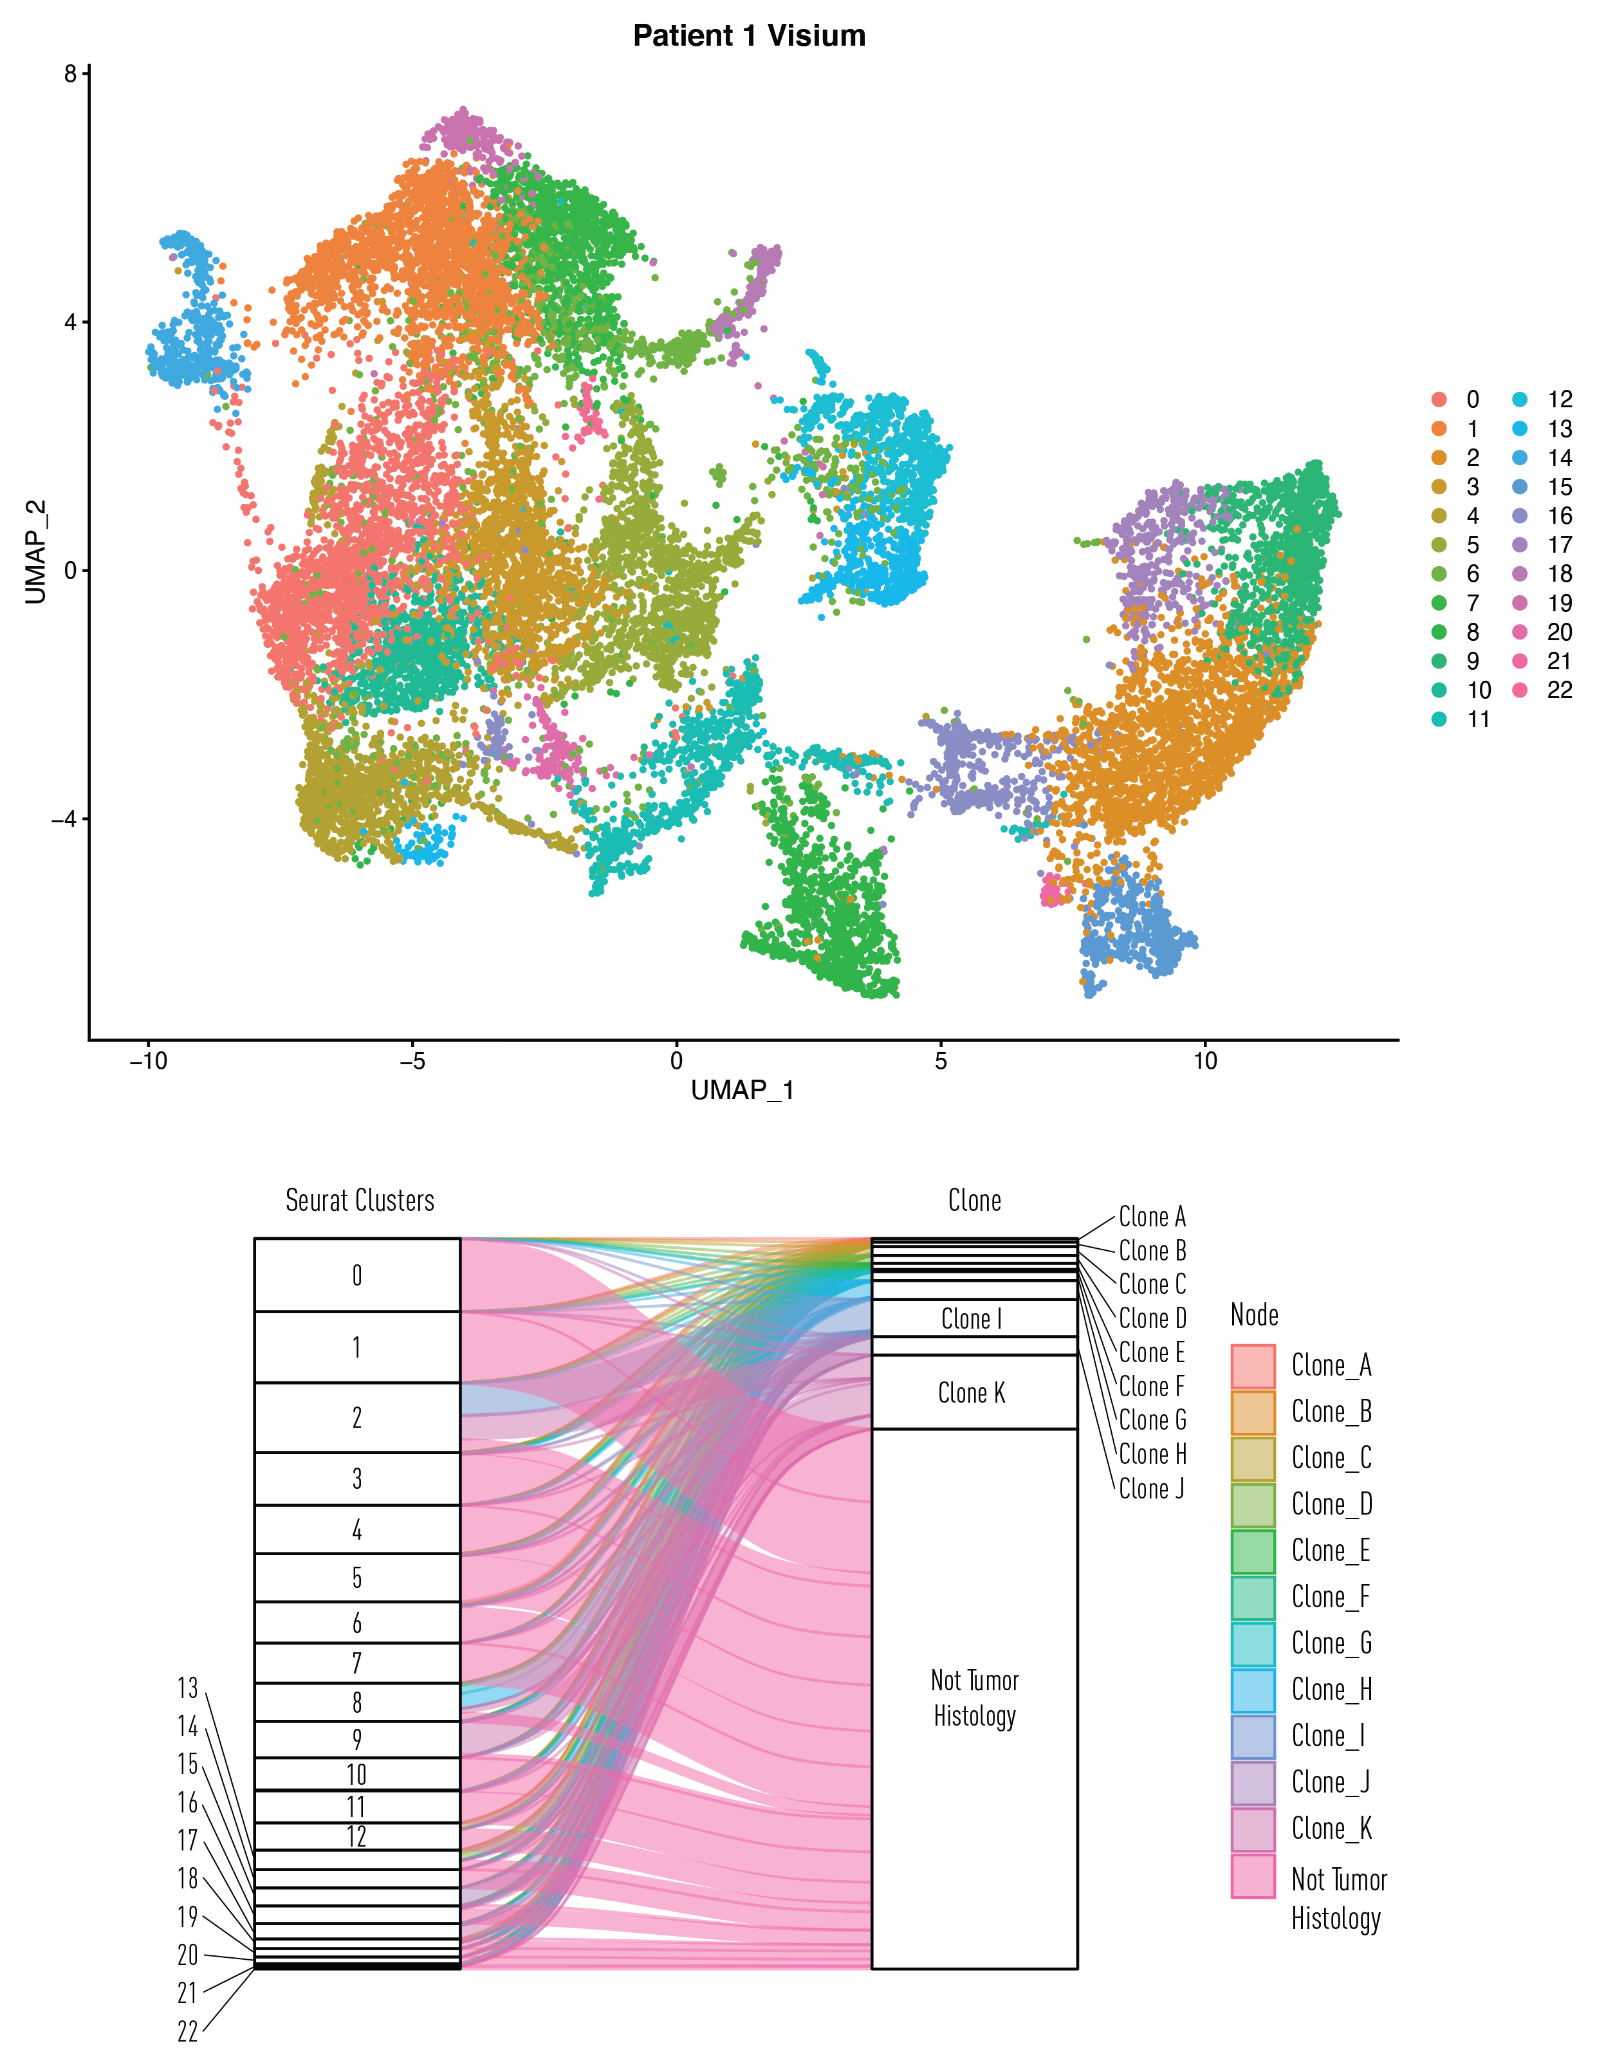 Patient 1 Visium
8
4
0
−4
UMAP_2
−10
−5
0
5
10
UMAP_1
0
1
2
3
4
5
6
7
8
9
10
11
12
13
14
15
16
17
18
19
20
21
22
Seurat Clusters
Clone
0
1
2
3
4
5
6
7
8
9
10
11
12
13
14
15
16
17
18
19
20
21
22
Clone I
Clone K
Not Tumor
Histology
Clone A
Clone B
Clone C
Clone D
Clone E
Clone F
Clone G
Clone H
Clone J
Node
Clone_A
Clone_B
Clone_C
Clone_D
Clone_E
Clone_F
Clone_G
Clone_H
Clone_I
Clone_J
Clone_K
Not Tumor
Histology